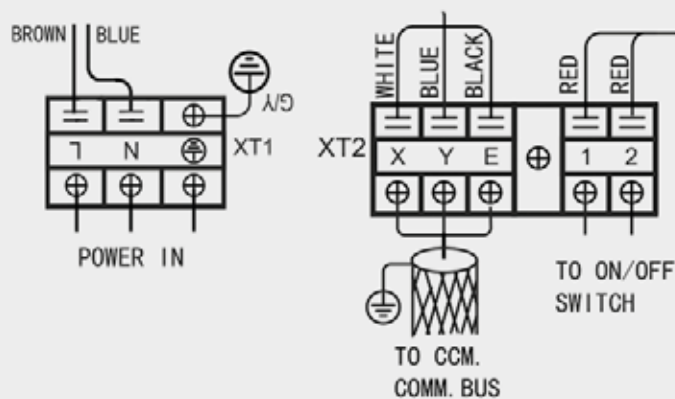 BROWN BLUE
G/Y
L N XT1
POWER IN
WHITE BLUE BLACK RED RED
XT2 X Y E 1 2
TO ON/OFF
SWITCH
TO CCM.
COMM. BUS